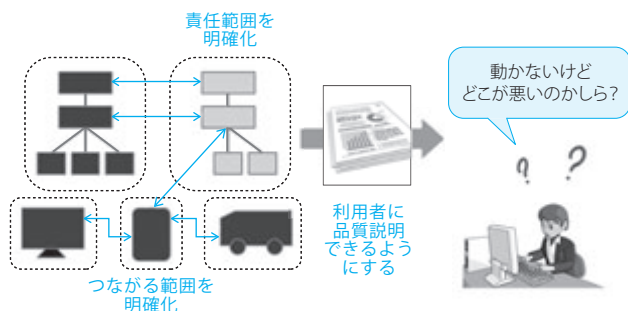 責任範囲を
明確化
動かないけど
どこが悪いのかしら?
利用者に
品質説明
できるよう
にする
つながる範囲を
明確化